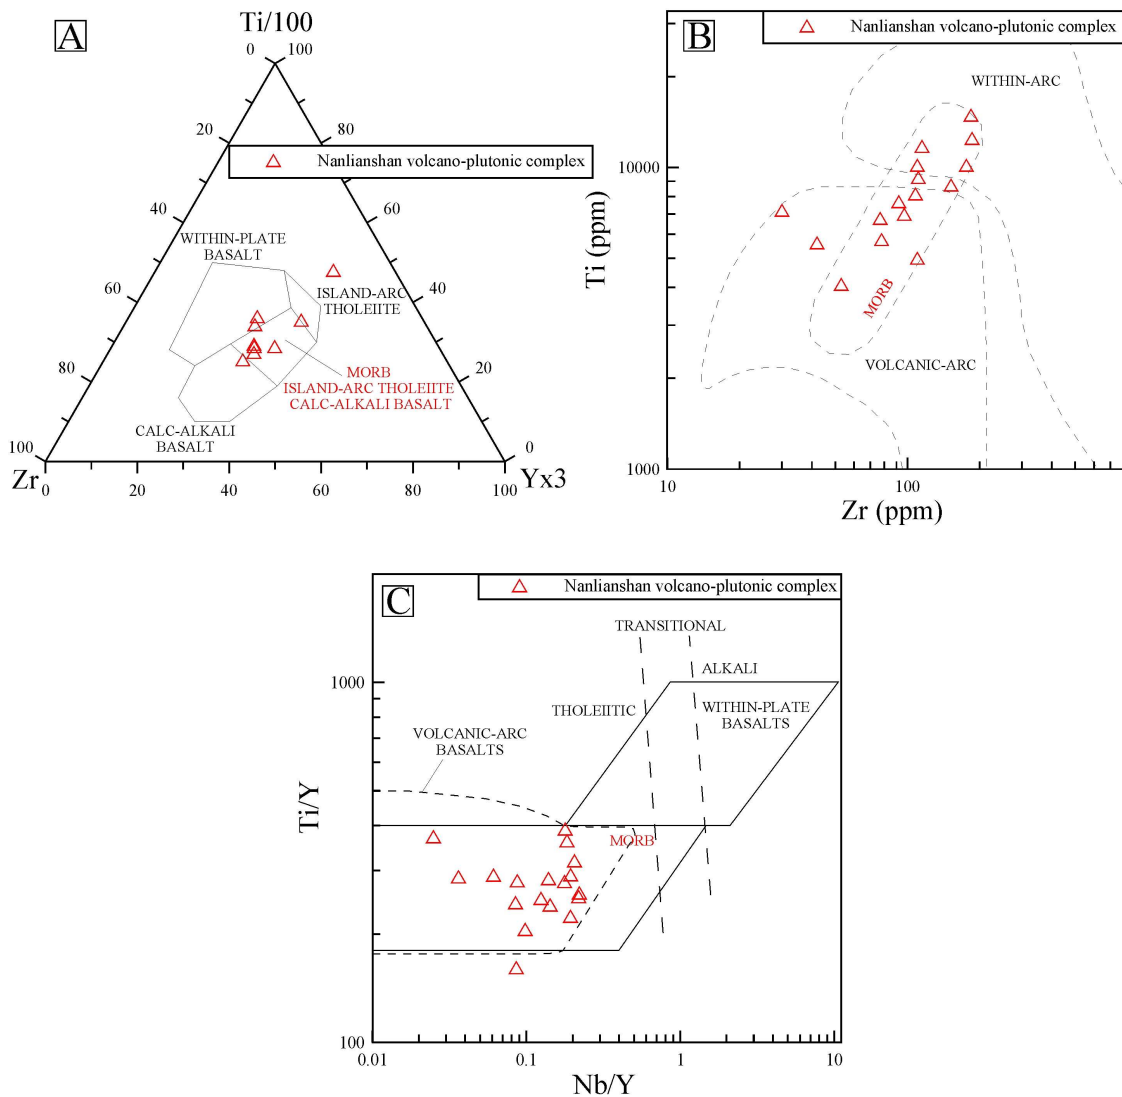 A
Ti/100
0 100
20 80
Nanlianshan volcano-plutonic complex
40 60
WITHIN-PLATE
BASALT
ISLAND-ARC
THOLEIITE
60 40
80 20
MORB
ISLAND-ARC THOLEIITE
CALC-ALKALI BASALT
CALC-ALKALI
BASALT
100 0
Zr Yx3
0 20 40 60 80 100
B
Nanlianshan volcano-plutonic complex
WITHIN-ARC
10000
Ti (ppm)
MORB
VOLCANIC-ARC
1000
10 100
Zr (ppm)
C
Nanlianshan volcano-plutonic complex
TRANSITIONAL
ALKALI
1000
THOLEIITIC
WITHIN-PLATE
BASALTS
VOLCANIC-ARC
BASALTS
Ti/Y
MORB
100
0.01 0.1 1 10
Nb/Y